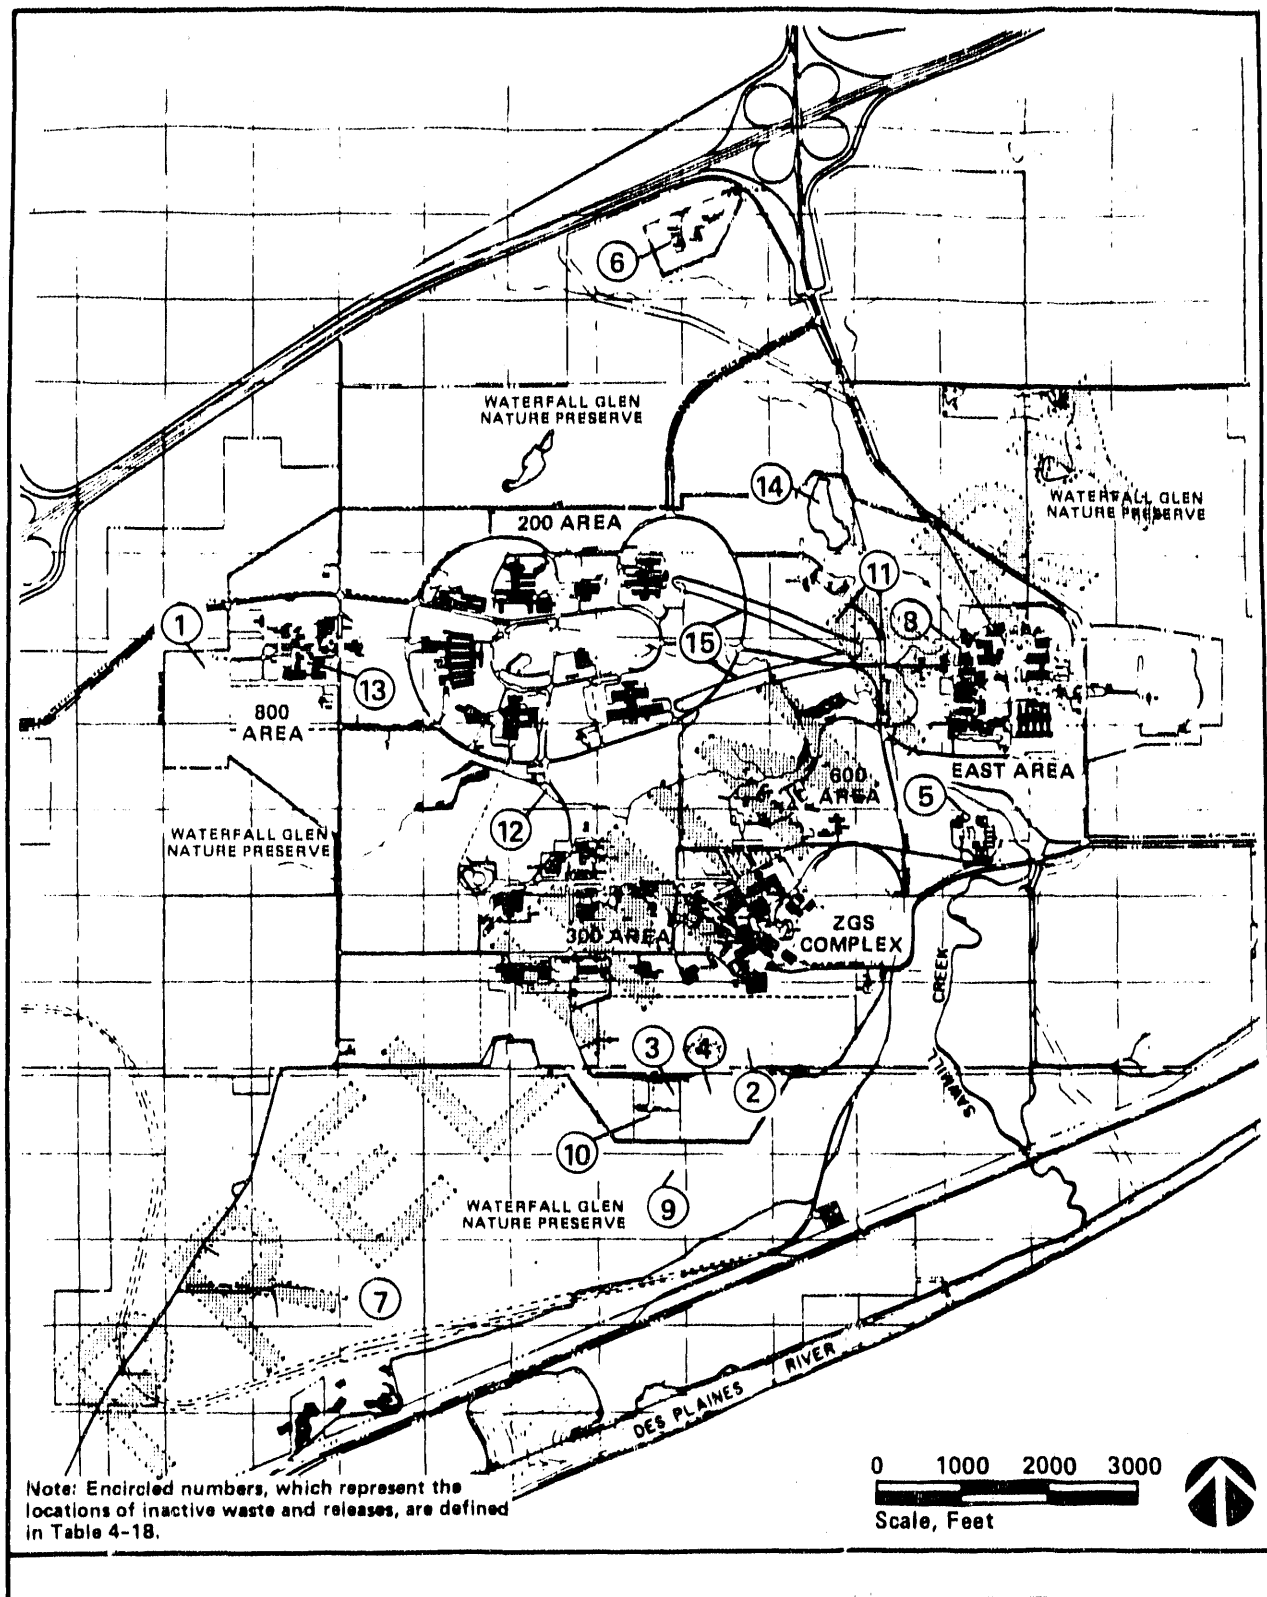 6
WATERFALL GLEN
NATURE PRESERVE
14
WATERFALL GLEN
NATURE PRESERVE
200 AREA
11
1
8
15
13
800
AREA
600
AREA
EAST AREA
5
12
WATERFALL GLEN
NATURE PRESERVE
ZGS
COMPLEX
300 AREA
SAWMILL CREEK
3
4
2
10
9
WATERFALL GLEN
NATURE PRESERVE
7
DES PLAINES RIVER
0 1000 2000 3000
Scale, Feet
Note: Encircled numbers, which represent the
locations of inactive waste and releases, are defined
in Table 4-18.